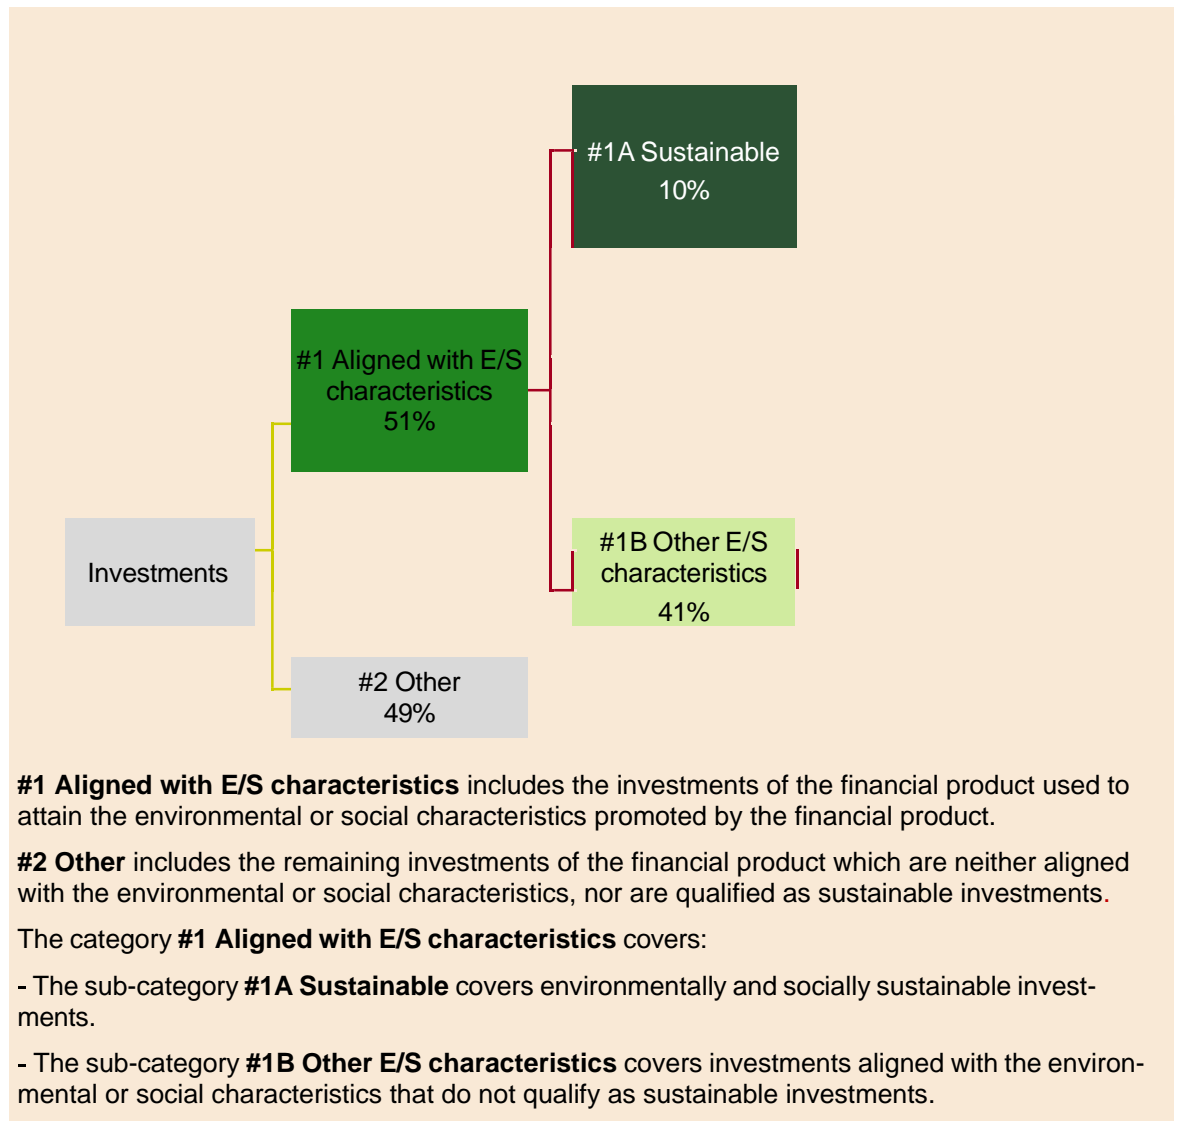 #1A Sustainable
10%
#1 Aligned with E/S
characteristics
51%
#1B Other E/S
characteristics
41%
Investments
#2 Other
49%
#1 Aligned with E/S characteristics includes the investments of the financial product used to
attain the environmental or social characteristics promoted by the financial product.
#2 Other includes the remaining investments of the financial product which are neither aligned
with the environmental or social characteristics, nor are qualified as sustainable investments.
The category #1 Aligned with E/S characteristics covers:
- The sub-category #1A Sustainable covers environmentally and socially sustainable invest-
ments.
- The sub-category #1B Other E/S characteristics covers investments aligned with the environ-
mental or social characteristics that do not qualify as sustainable investments.